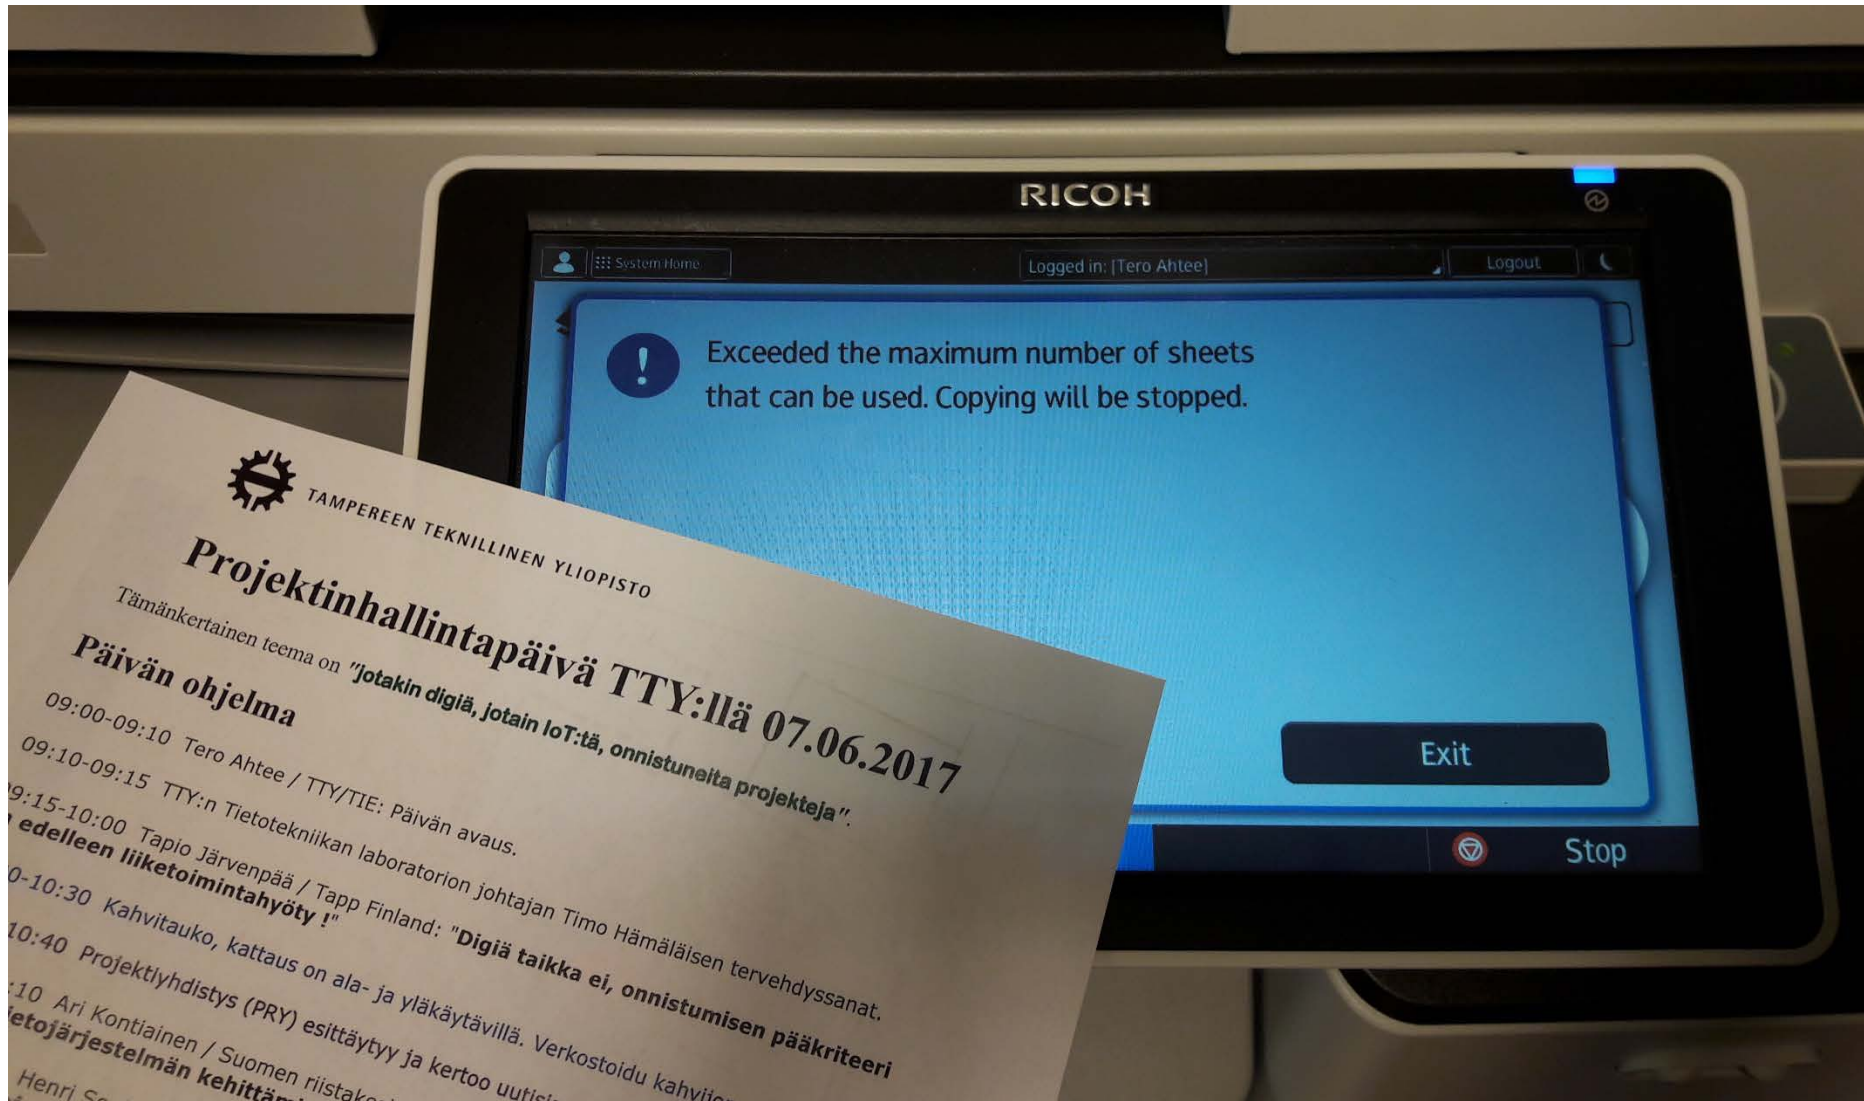 RICOH
System Home
Logged in: [Tero Ahtee]
Logout
Exceeded the maximum number of sheets
that can be used. Copying will be stopped.
Exit
Stop
TAMPEREEN TEKNILLINEN YLIOPISTO
Projektinhallintapäivä TTY:llä 07.06.2017
Tämänkertainen teema on "jotakin digiä, jotain IoT:tä, onnistuneita projekteja".
Päivän ohjelma
09:00-09:10 Tero Ahtee / TTY/TIE: Päivän avaus.
09:10-09:15 TTY:n Tietotekniikan laboratorion johtajan Timo Hämäläisen tervehdyssanat.
9:15-10:00 Tapio Järvenpää / Tapp Finland: "Digiä taikka ei, onnistumisen pääkriteeri
edelleen liiketoimintahyöty !"
0-10:30 Kahvitauko, kattaus on ala- ja yläkäytävillä. Verkostoidu
10:40 Projektlyhdistys (PRY) esittäytyy ja kertoo
:10 Ari Kontiainen / Suomen
Henri